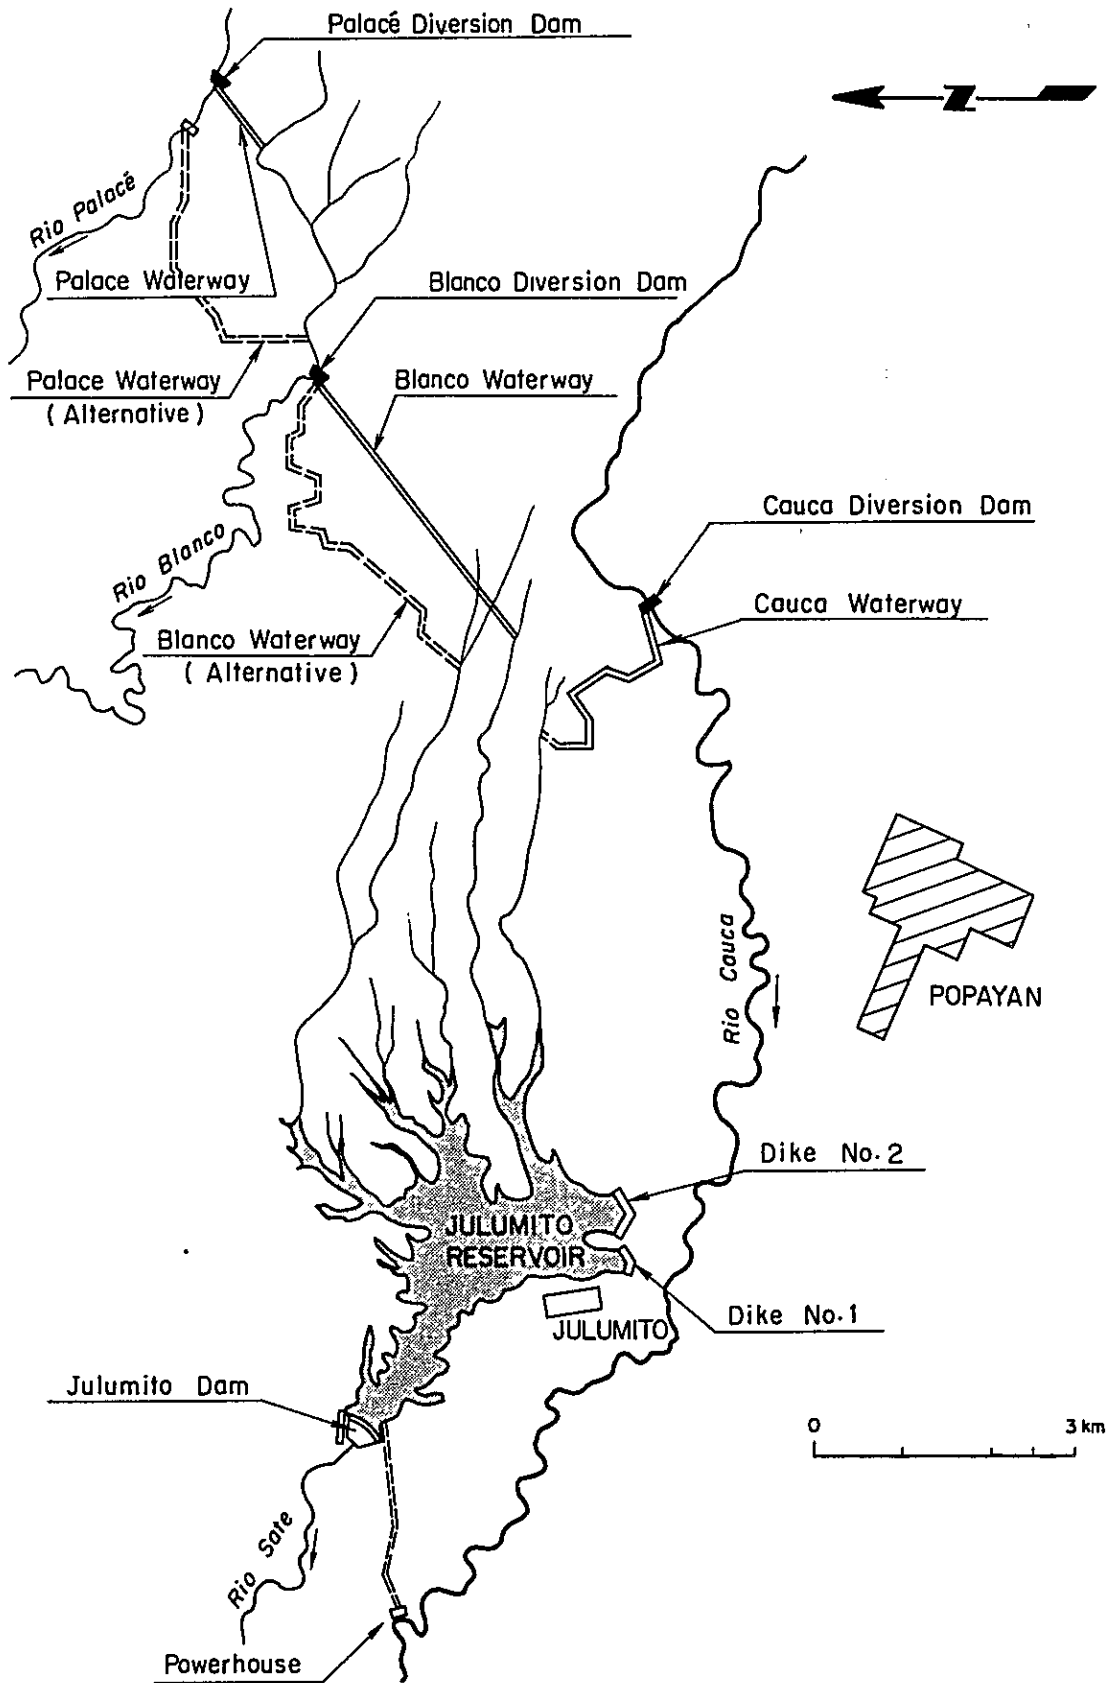 Palacé Diversion Dam
N
Rio Palacé
Palace Waterway
Blanco Diversion Dam
Palace Waterway
( Alternative )
Blanco Waterway
Cauca Diversion Dam
Rio Blanco
Cauca Waterway
Blanco Waterway
( Alternative )
Rio Cauca
POPAYAN
Dike No. 2
JULUMITO
RESERVOIR
Dike No. 1
JULUMITO
Julumito Dam
0
3 km
Rio Sate
Powerhouse